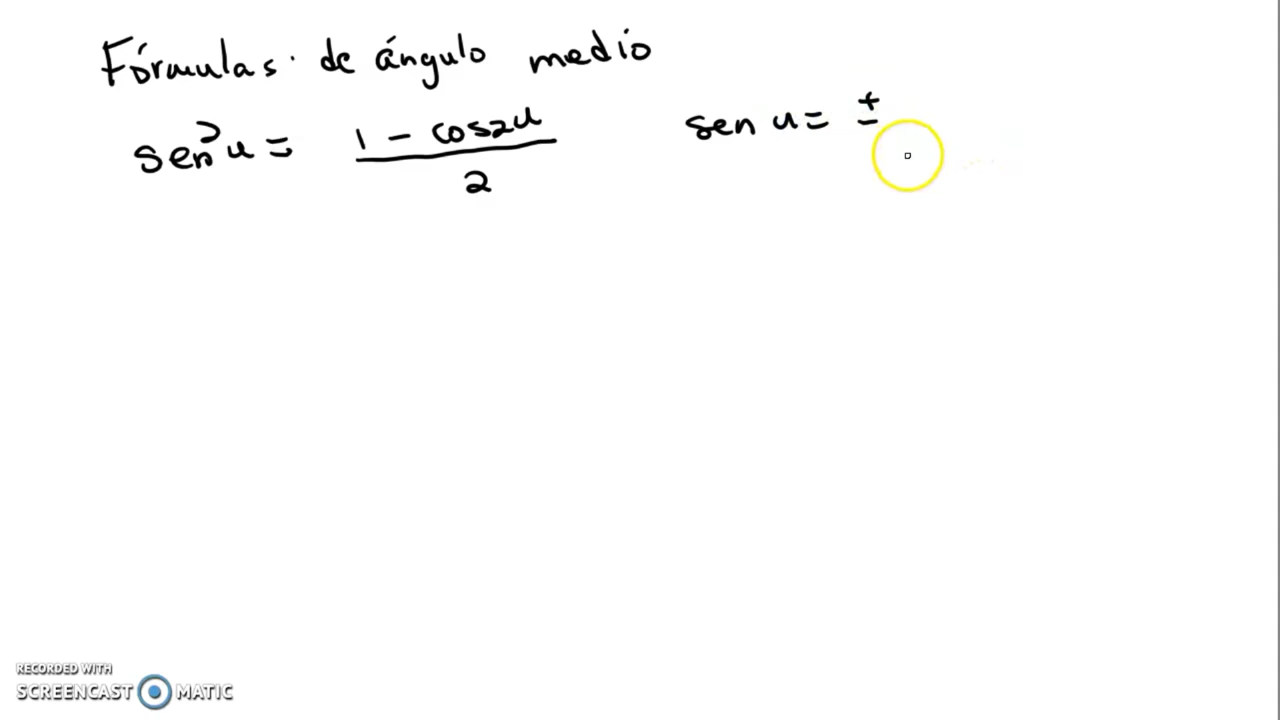 Fórmulas de ángulo medio
sen²u = (1 - cos2u)/2 sen u = ±
RECORDED WITH
SCREENCAST MATIC